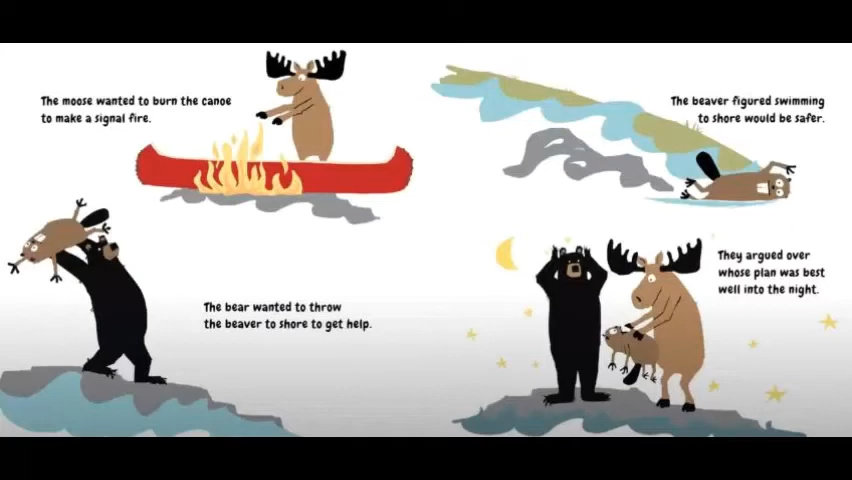 The moose wanted to burn the canoe
to make a signal fire.
The bear wanted to throw
the beaver to shore to get help.
The beaver figured swimming
to shore would be safer.
They argued over
whose plan was best
well into the night.